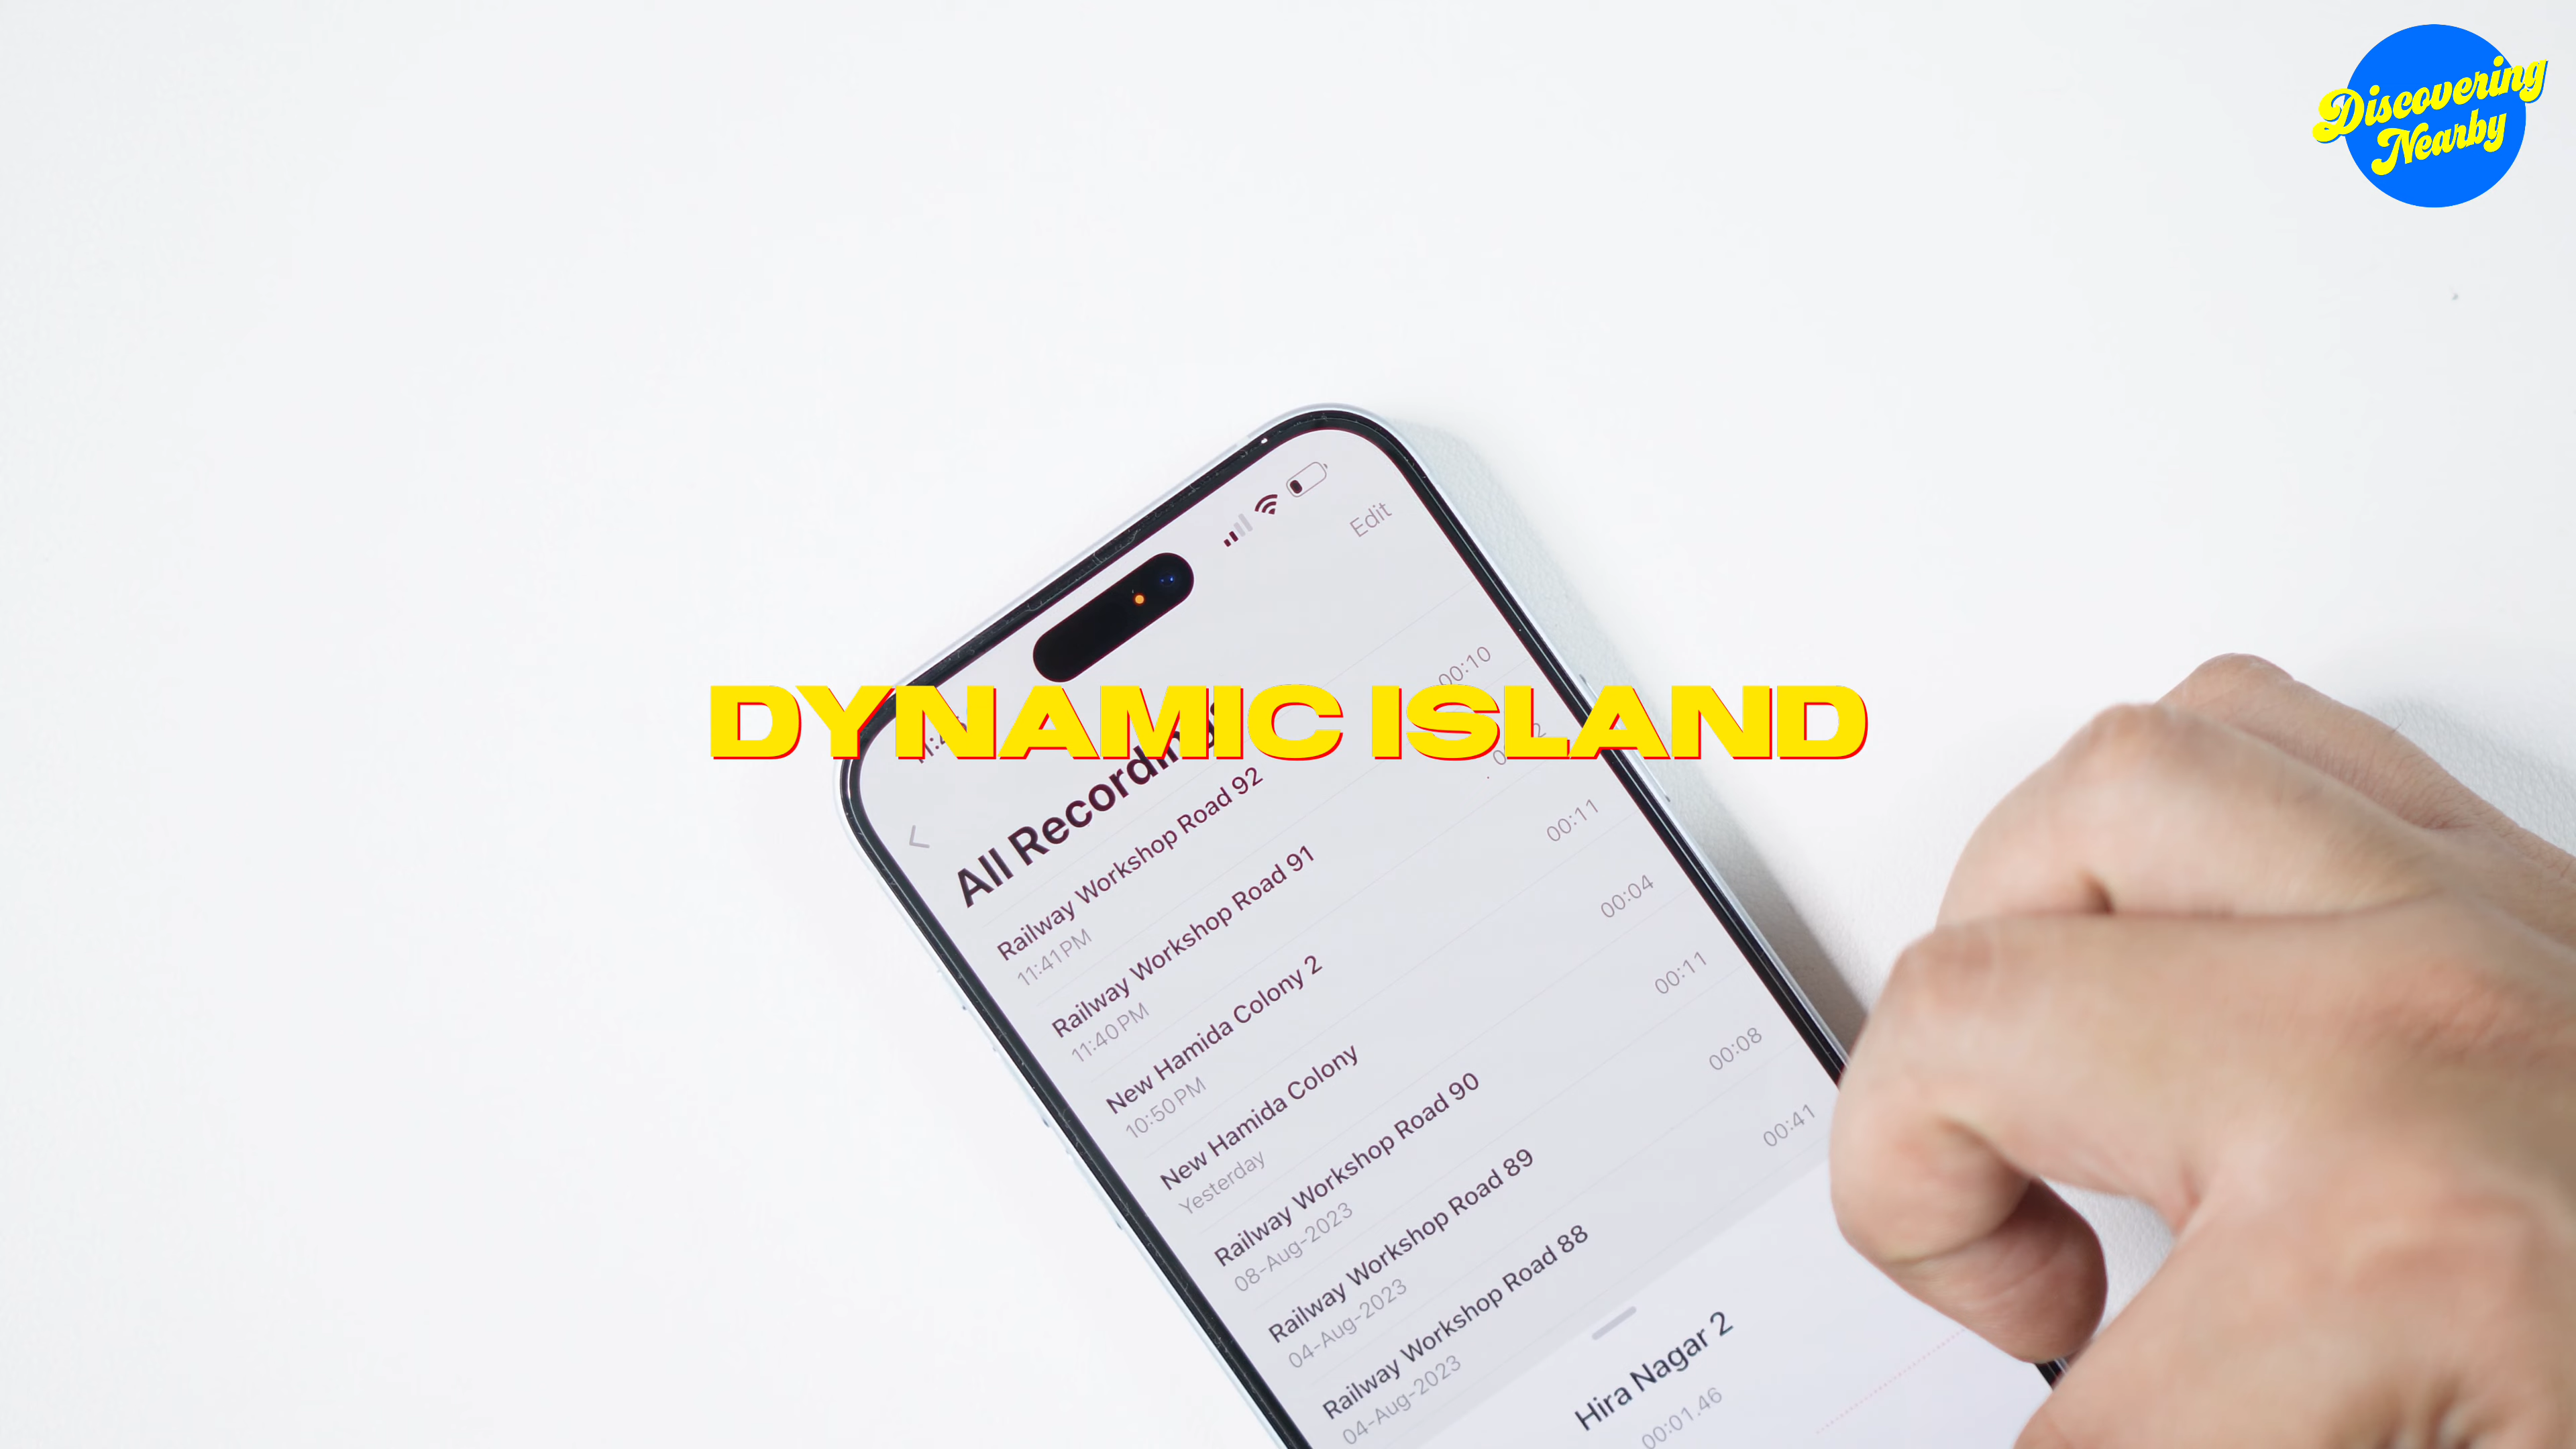 Discovering
Nearby
Edit
DYNAMIC ISLAND
All Recordings
00:10
Railway Workshop Road 92
11:41 PM
Railway Workshop Road 91
11:40 PM
00:11
New Hamida Colony 2
10:50 PM
00:04
New Hamida Colony
Yesterday
00:11
Railway Workshop Road 90
08-Aug-2023
00:08
Railway Workshop Road 89
04-Aug-2023
00:41
Railway Workshop Road 88
04-Aug-2023
Hira Nagar 2
00:01.46